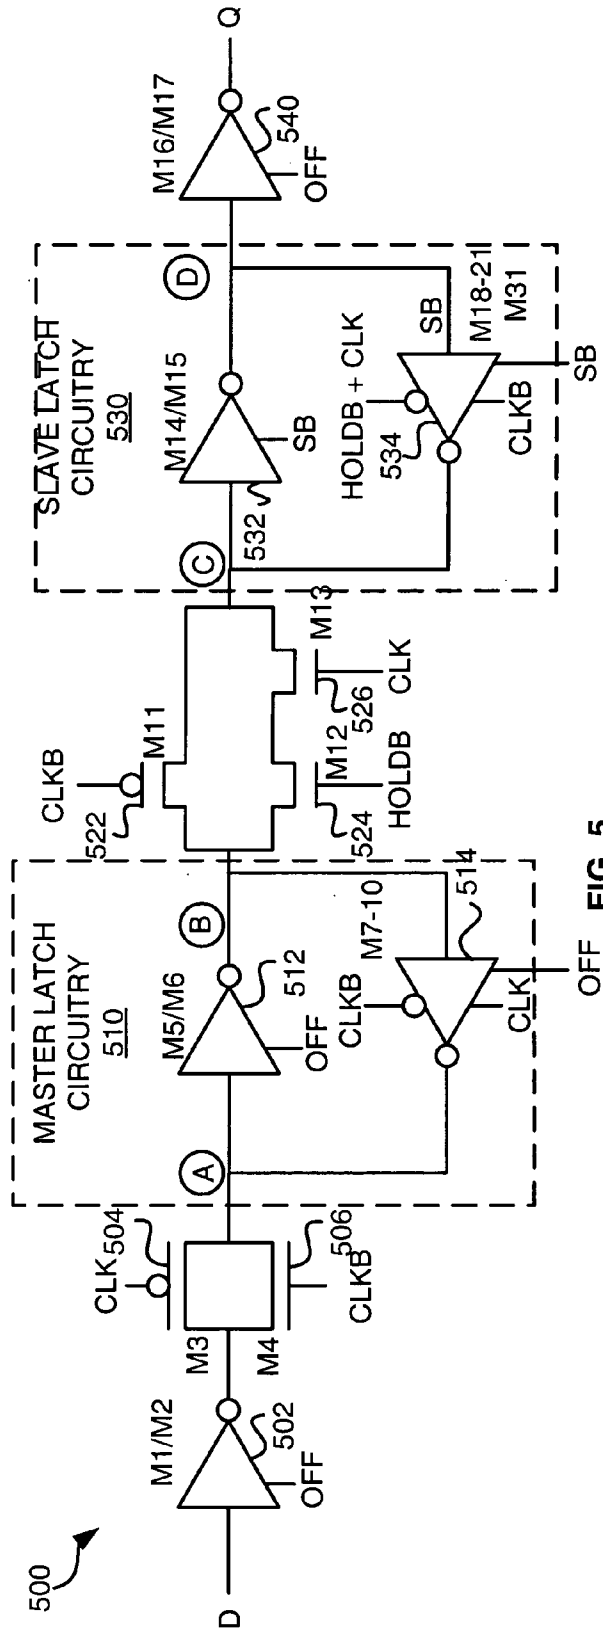 500
D
M1/M2
502
OFF
CLK
504
M3
M4
506
CLKB
MASTER LATCH
CIRCUITRY
510
A
M5/M6
512
OFF
B
M7-10
CLKB
CLK
514
OFF
CLKB
522
M11
M12
524
HOLDB
M13
526
CLK
SLAVE LATCH
CIRCUITRY
530
C
M14/M15
532
SB
D
HOLDB + CLK
534
SB
M18-21
M31
CLKB
SB
M16/M17
540
OFF
Q
FIG. 5